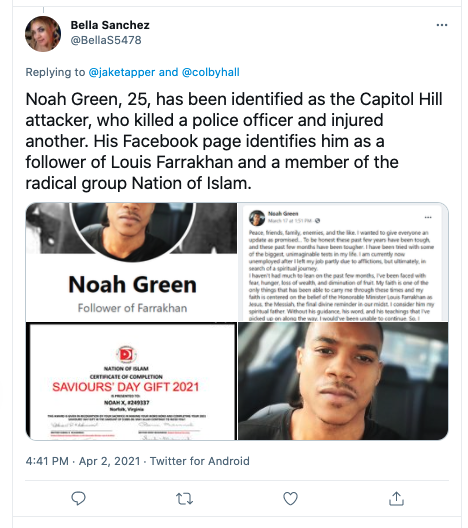 Bella Sanchez
@BellaS5478
Replying to @jaketapper and @colbyhall
Noah Green, 25, has been identified as the Capitol Hill
attacker, who killed a police officer and injured
another. His Facebook page identifies him as a
follower of Louis Farrakhan and a member of the
radical group Nation of Islam.
Noah Green
Follower of Farrakhan
Noah Green
March 17 at 1:51 PM
Peace, friends, family, enemies, and the like. I wanted to give everyone an
update as promised... To be honest these past few years have been tough,
and these past few months have been tougher. I have been tried with some
of the biggest, unimaginable tests in my life. I am currently now
unemployed after I left my job partly due to afflictions, but ultimately, in
search of a spiritual journey.
I haven't had much to lean on the past few months, I've been faced with
fear, hunger, loss of wealth, and diminution of fruit. My faith is one of the
only things that has been able to carry me through these times and my
faith is centered on the belief of the Honorable Minister Louis Farrakhan as
Jesus, the Messiah, the final divine reminder in our midst. I consider him my
spiritual father. Without his guidance, his word, and his teachings that I've
picked up on along the way, I would've been unable to continue. So, I
NATION OF ISLAM
CERTIFICATE OF COMPLETION
SAVIOURS' DAY GIFT 2021
IS PRESENTED TO:
NOAH X, #249337
Norfolk, Virginia
4:41 PM · Apr 2, 2021 · Twitter for Android